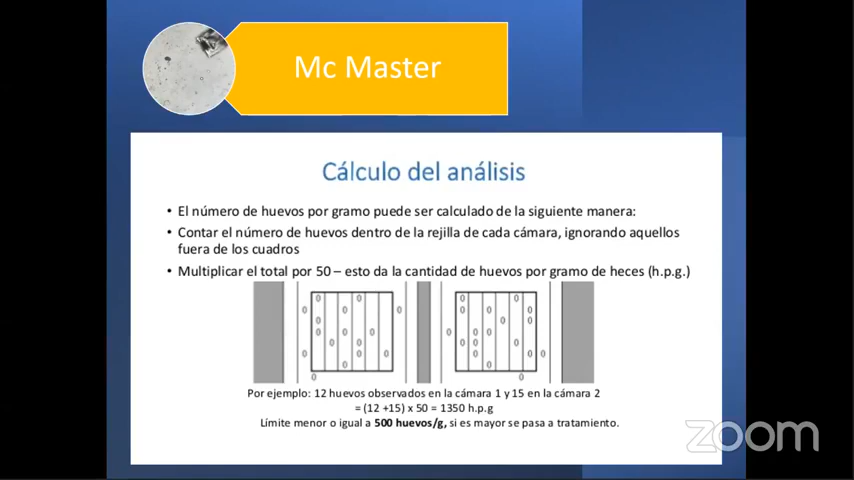 Mc Master
Cálculo del análisis
• El número de huevos por gramo puede ser calculado de la siguiente manera:
• Contar el número de huevos dentro de la rejilla de cada cámara, ignorando aquellos
fuera de los cuadros
• Multiplicar el total por 50 – esto da la cantidad de huevos por gramo de heces (h.p.g.)
Por ejemplo: 12 huevos observados en la cámara 1 y 15 en la cámara 2
= (12 +15) x 50 = 1350 h.p.g
Límite menor o igual a 500 huevos/g, si es mayor se pasa a tratamiento.
zoom